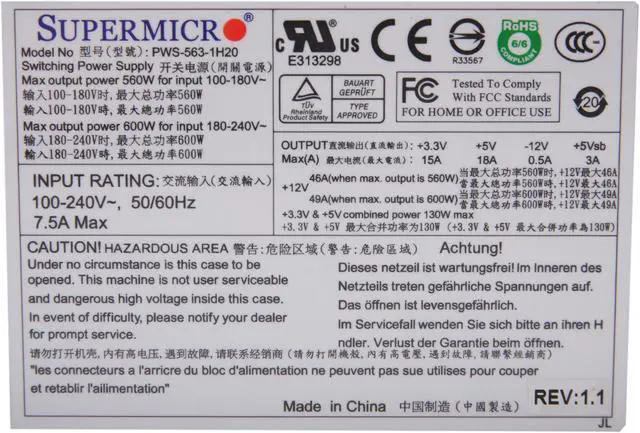 SUPERMICRO®
Model No 型号(型號): PWS-563-1H20
Switching Power Supply 开关电源(開關電源)
Max output power 560W for input 100-180V~
输入100-180V时,最大总功率560W
輸入100-180V時,最大總功率560W
Max output power 600W for input 180-240V~
输入180-240V时,最大总功率600W
輸入180-240V時,最大總功率600W
c RU us
E313298
R33567
RoHS
6/6
COMPLIANT
CCC
TÜV
Rheinland
Product Safety
BAUART
GEPRÜFT
TYPE
APPROVED
FC
Tested To Comply
With FCC Standards
FOR HOME OR OFFICE USE
20
OUTPUT直流输出(直流輸出): +3.3V +5V -12V +5Vsb
Max(A) 最大电流(最大電流): 15A 18A 0.5A 3A
+12V
46A(when max. output is 560W) 当最大总功率560W时,+12V最大46A
當最大總功率560W時,+12V最大46A
49A(when max. output is 600W) 当最大总功率600W时,+12V最大49A
當最大總功率600W時,+12V最大49A
+3.3V & +5V combined power 130W max
+3.3V & +5V 最大合并功率为130W (+3.3V & +5V 最大合併功率為130W)
INPUT RATING: 交流输入(交流輸入)
100-240V~, 50/60Hz
7.5A Max
CAUTION! HAZARDOUS AREA 警告:危险区域(警告:危險區域)
Under no circumstance is this case to be
opened. This machine is not user serviceable
and dangerous high voltage inside this case.
In event of difficulty, please notify your dealer
for prompt service.
Achtung!
Dieses netzeil ist wartungsfrei! Im Inneren des
Netzteils treten gefährliche Spannungen auf.
Das öffnen ist levensgefährlich.
Im Servicefall wenden Sie sich bitte an ihren H
ndler. Verlust der Garantie beim öffnen.
请勿打开机壳,内有高电压,遇到故障,请联系经销商(請勿打開機殼,內有高電壓,遇到故障,請聯繫經銷商)
"les connecteurs a l'arricre du bloc d'alimentation ne peuvent pas sue utilises pour couper
et retablir l'ailimentation"
Made in China 中国制造(中國製造)
REV:1.1
JL